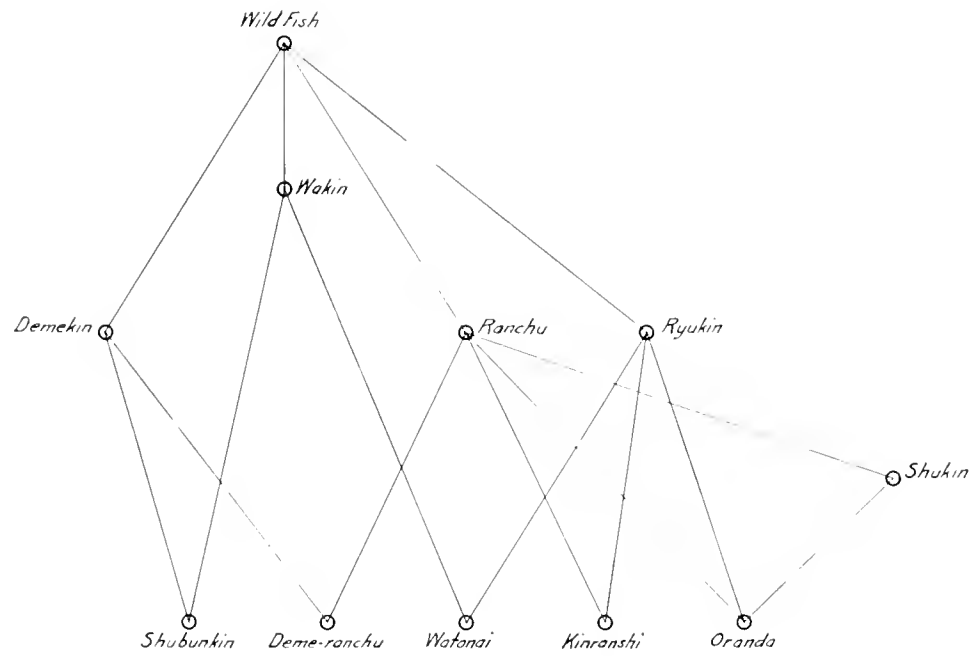 Wild Fish
Wakin
Demekin
Ranchu
Ryukin
Shukin
Shubunkin
Deme-ranchu
Watonai
Kinranshi
Oranda